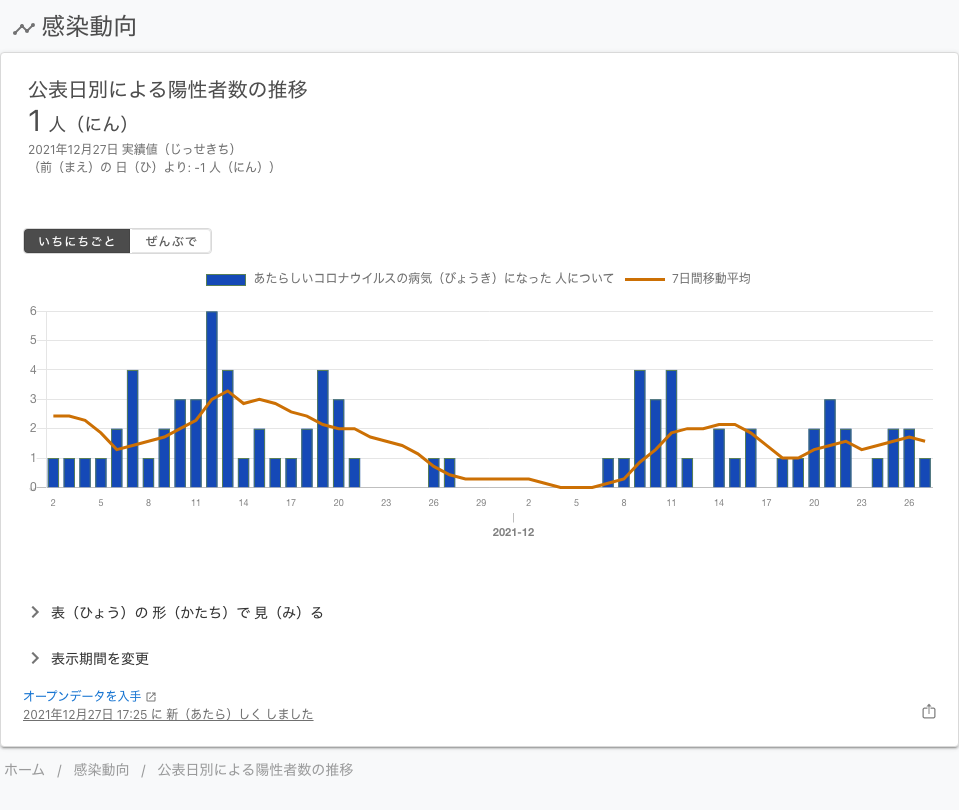 感染動向
公表日別による陽性者数の推移
1 人（にん）
2021年12月27日 実績値（じっせきち）
（前（まえ）の 日（ひ）より: -1 人（にん））
いちにちごと ぜんぶで
あたらしいコロナウイルスの病気（びょうき）になった 人について 7日間移動平均
6
5
4
3
2
1
0
2 5 8 11 14 17 20 23 26 29 2 5 8 11 14 17 20 23 26
2021-12
表（ひょう）の 形（かたち）で 見（み）る
表示期間を変更
オープンデータを入手
2021年12月27日 17:25 に 新（あたら）しく しました
ホーム / 感染動向 / 公表日別による陽性者数の推移